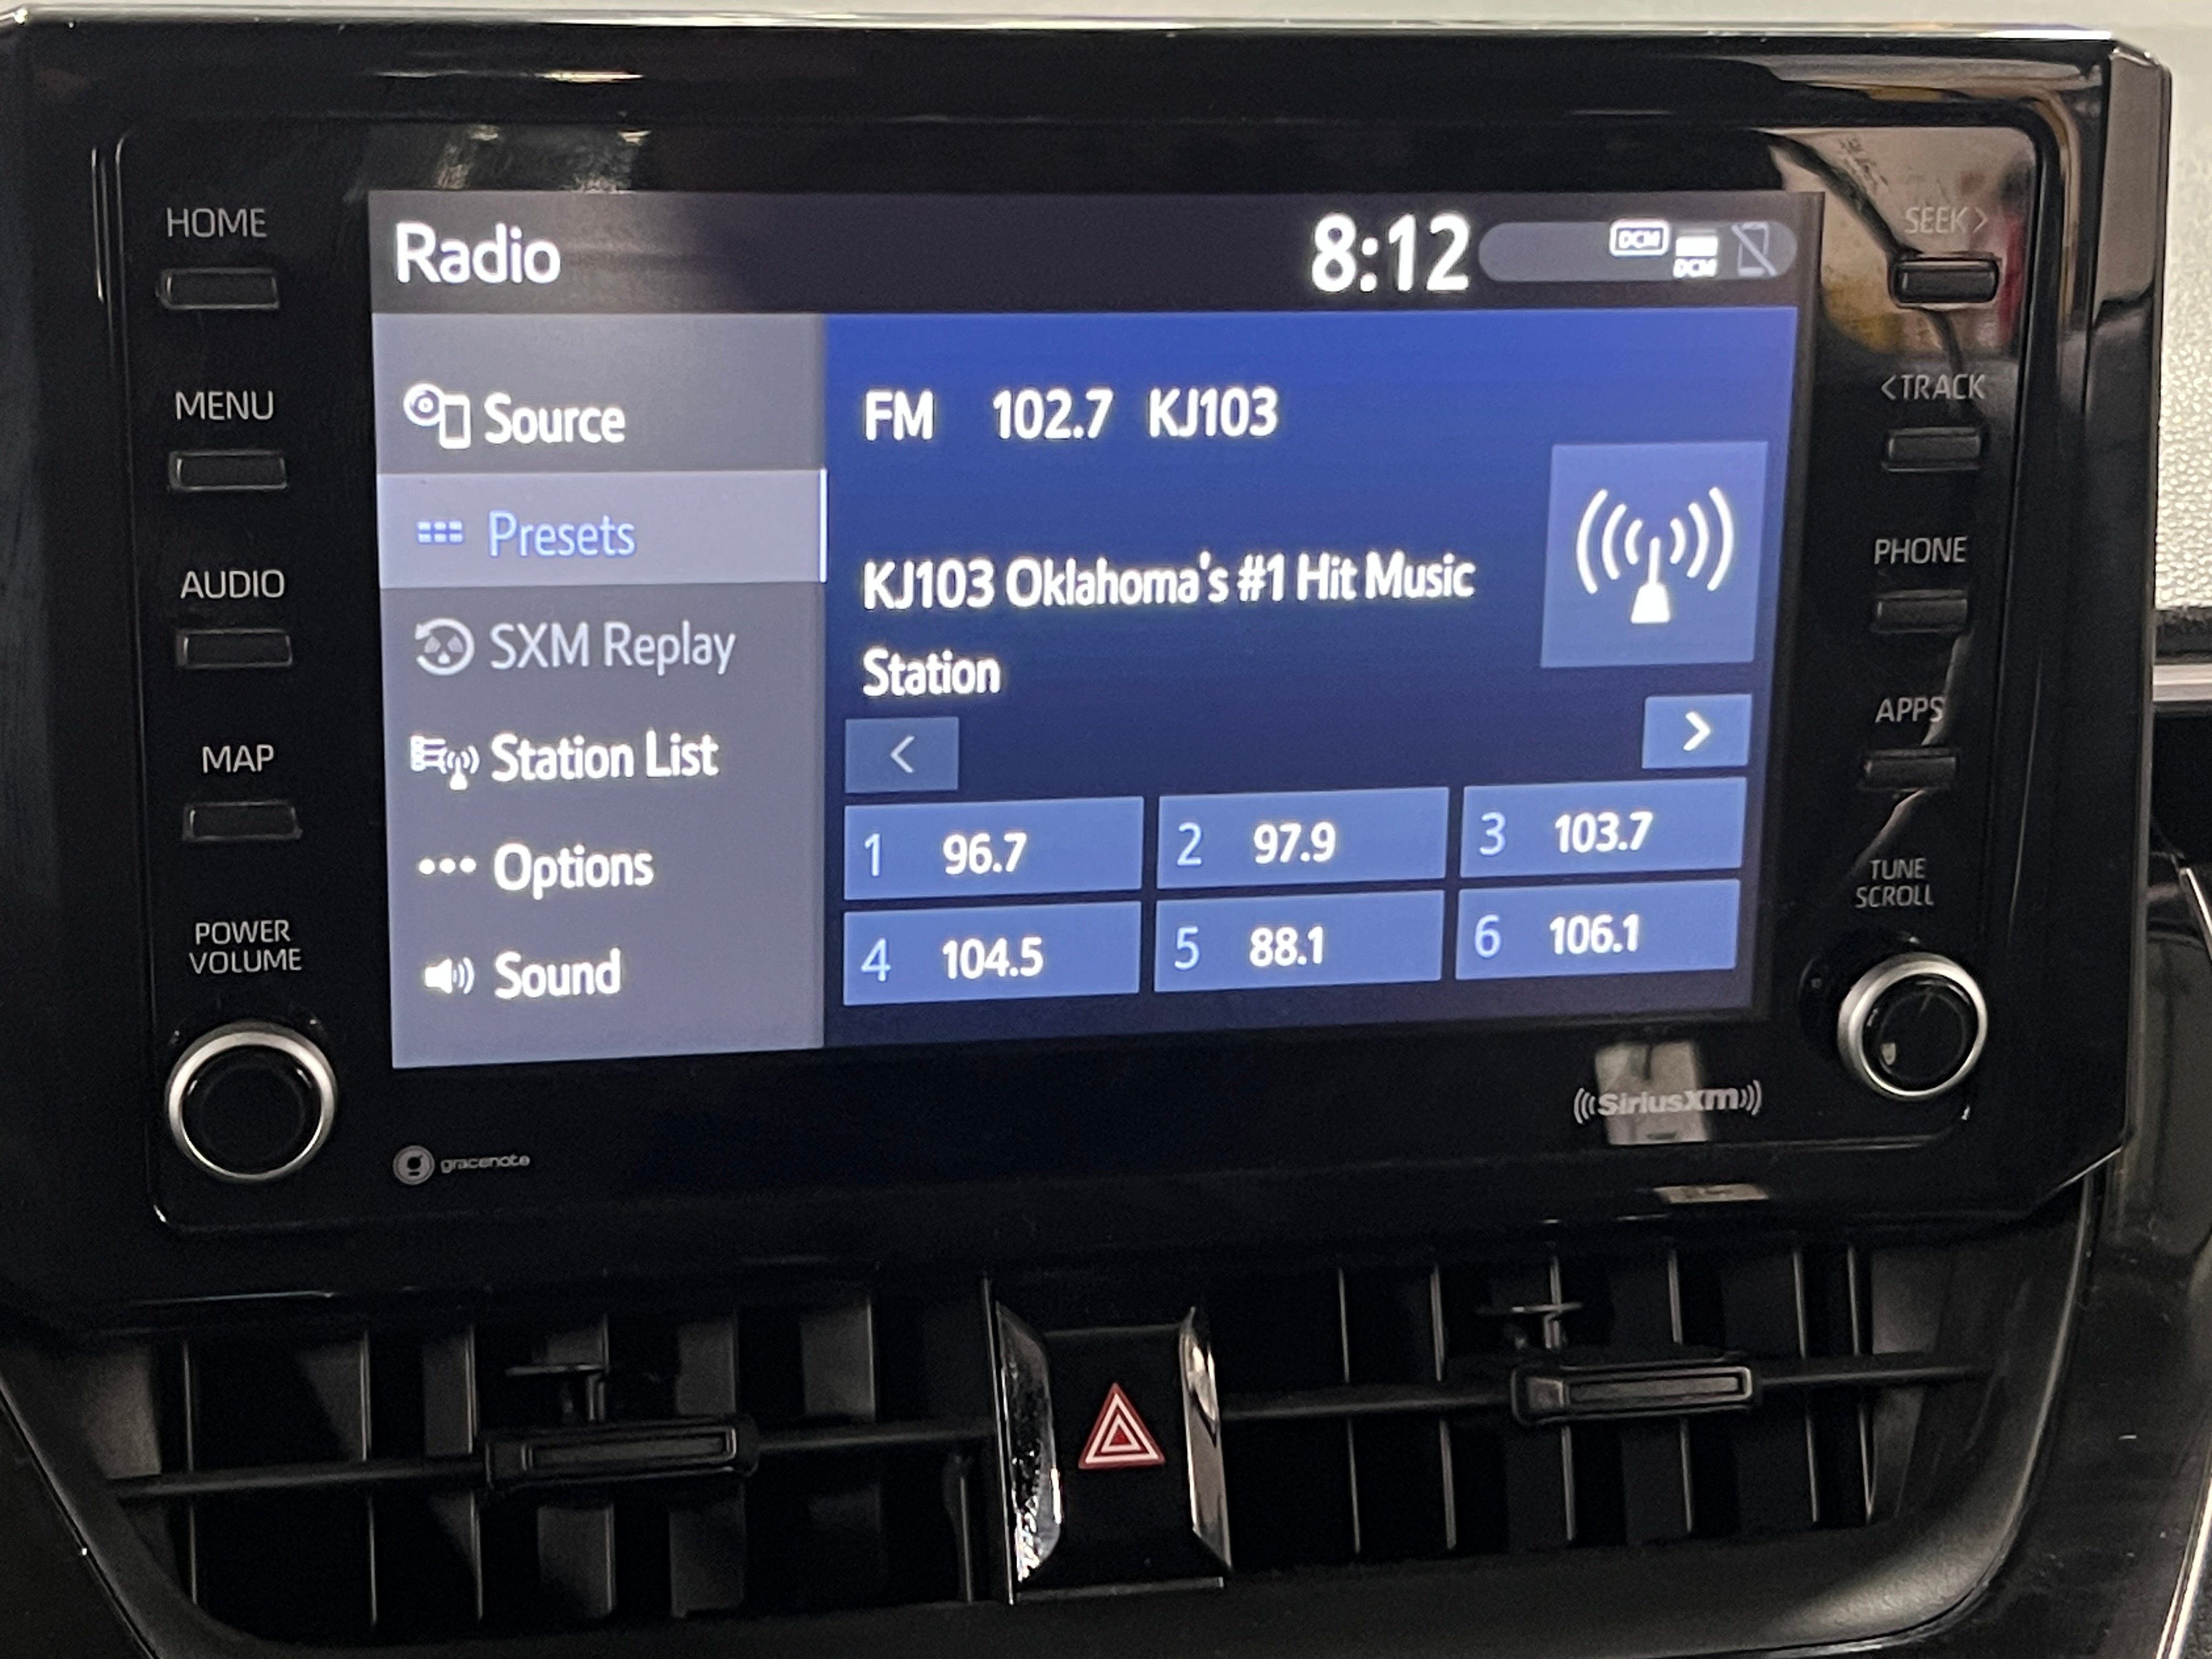 HOME
MENU
AUDIO
MAP
POWER
VOLUME
Radio
8:12
DCM
DCM
Source
Presets
SXM Replay
Station List
Options
Sound
FM 102.7 KJ103
KJ103 Oklahoma's #1 Hit Music
Station
< >
1 96.7 2 97.9 3 103.7
4 104.5 5 88.1 6 106.1
SEEK>
<TRACK
PHONE
APPS
TUNE
SCROLL
gracenote
((SiriusXM))